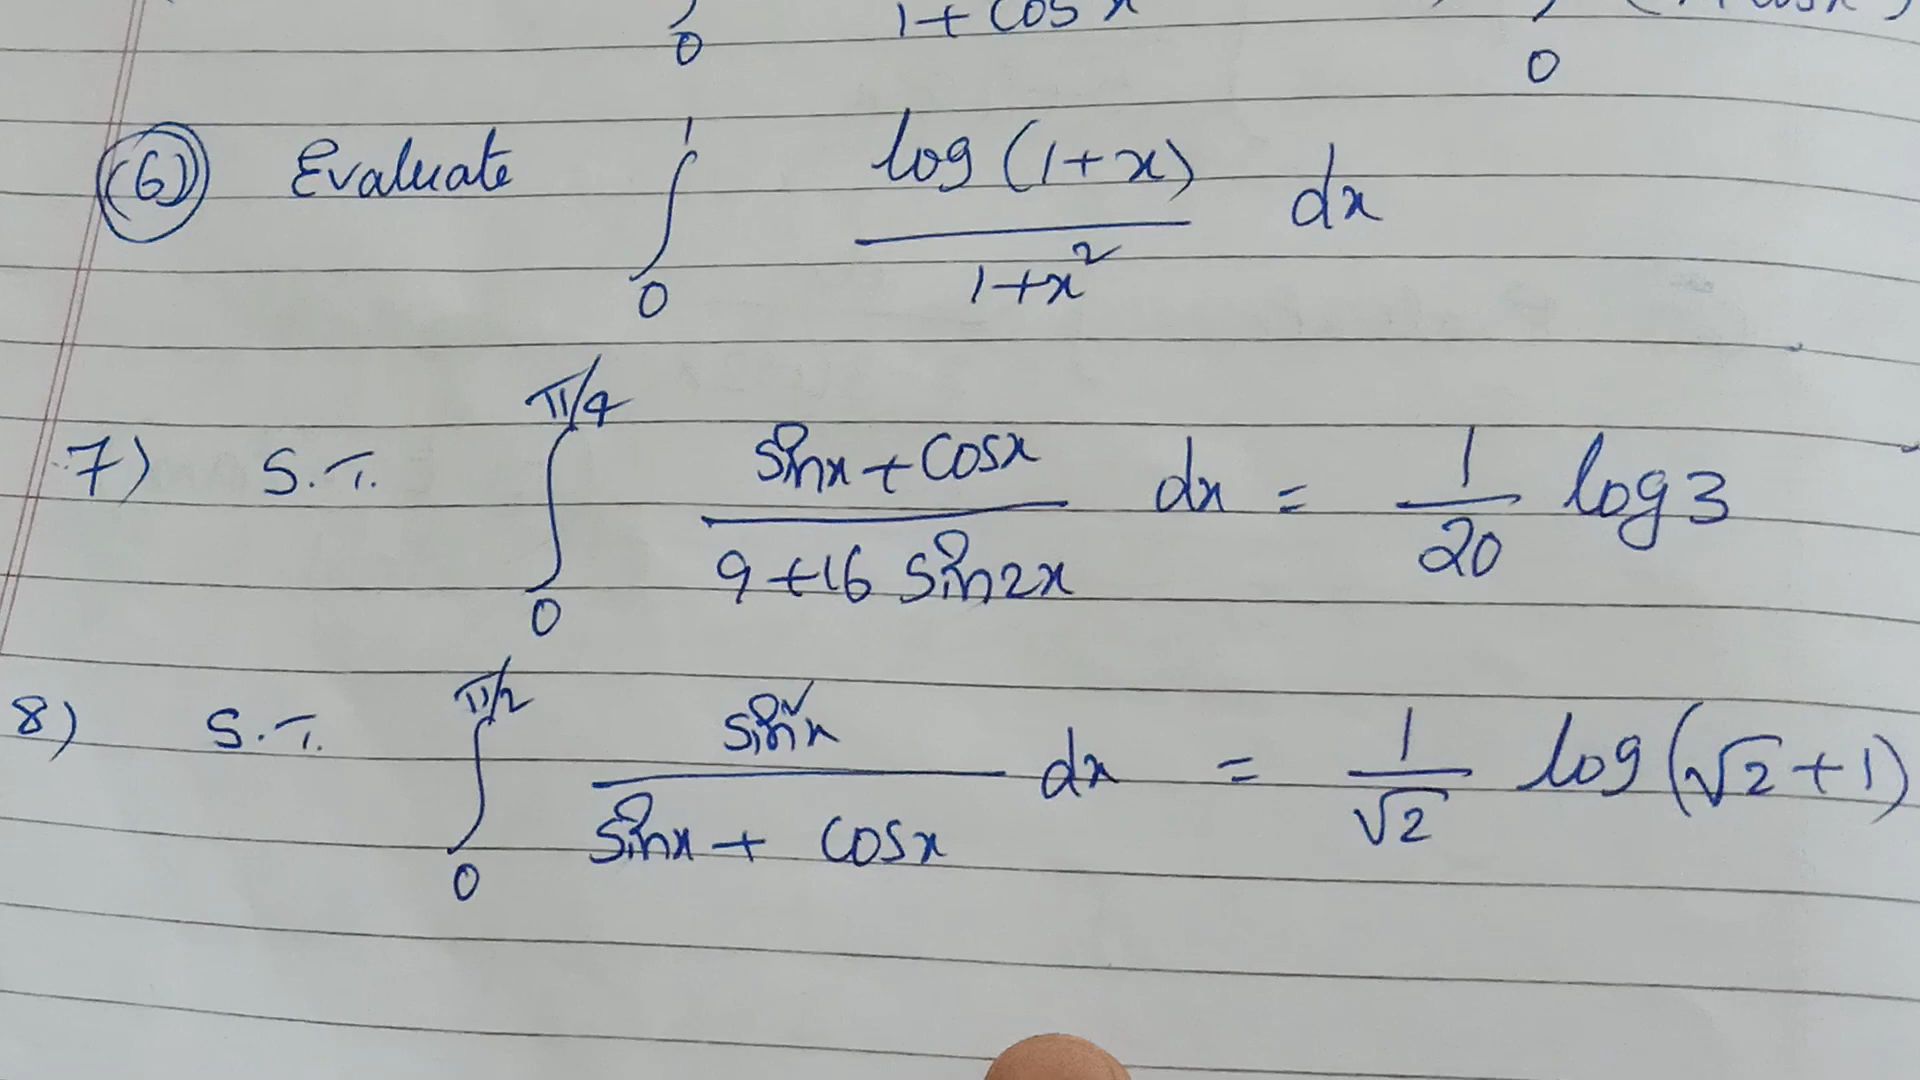 0 1 + cos x 0
(6) Evaluate ∫₀¹ log (1+x) / 1+x² dx
7) S.T. ∫₀^π/4 sinx + cosx / 9 + 16 sin2x dx = 1/20 log 3
8) S.T. ∫₀^π/2 sin²x / sinx + cosx dx = 1/√2 log (√2 + 1)